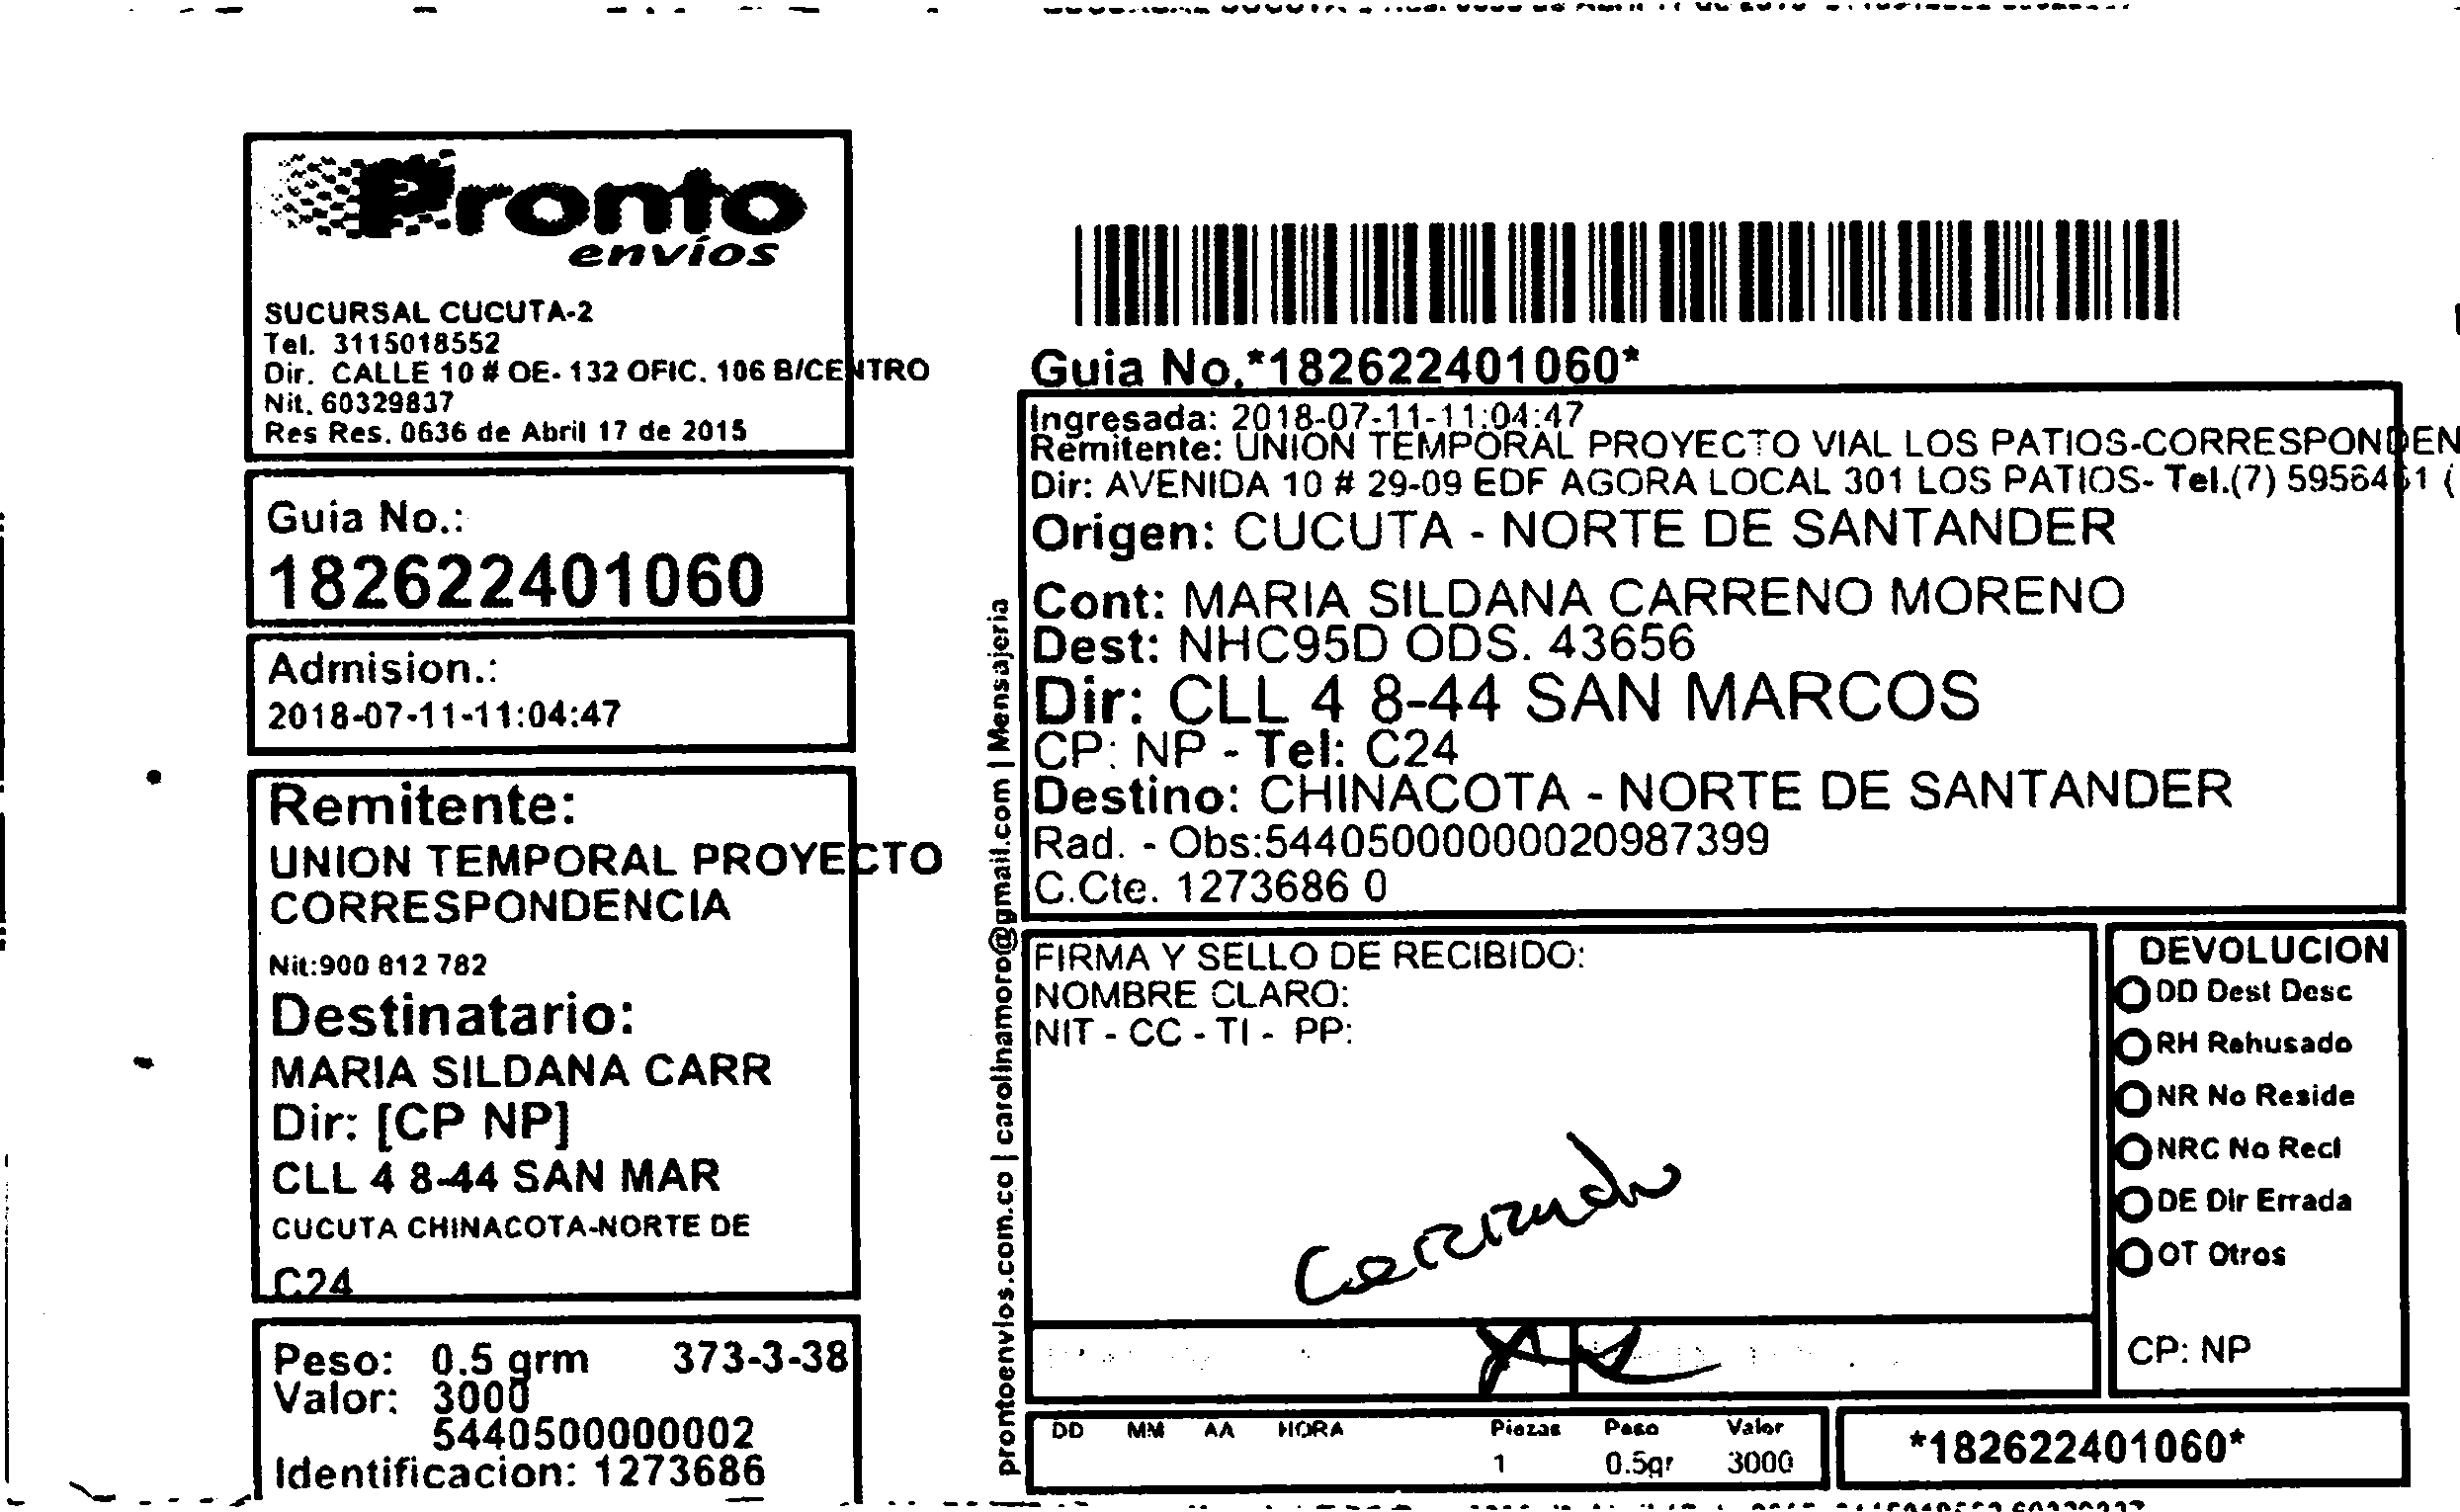 Pronto
envíos
SUCURSAL CUCUTA-2
Tel. 3115018552
Dir. CALLE 10 # OE- 132 OFIC. 106 B/CENTRO
Nit. 60329837
Res Res. 0636 de Abril 17 de 2015
Guia No.:
182622401060
Admision.:
2018-07-11-11:04:47
Remitente:
UNION TEMPORAL PROYECTO
CORRESPONDENCIA
Nit:900 812 782
Destinatario:
MARIA SILDANA CARR
Dir: [CP NP]
CLL 4 8-44 SAN MAR
CUCUTA CHINACOTA-NORTE DE
C24
Peso: 0.5 grm 373-3-38
Valor: 3000
5440500000002
Identificacion: 1273686
prontoenvios.com.co | carolinamoro@gmail.com | Mensajeria
Guia No.*182622401060*
Ingresada: 2018-07-11-11:04:47
Remitente: UNION TEMPORAL PROYECTO VIAL LOS PATIOS-CORRESPONDEN
Dir: AVENIDA 10 # 29-09 EDF AGORA LOCAL 301 LOS PATIOS- Tel.(7) 5956461 (
Origen: CUCUTA - NORTE DE SANTANDER
Cont: MARIA SILDANA CARRENO MORENO
Dest: NHC95D ODS. 43656
Dir: CLL 4 8-44 SAN MARCOS
CP: NP - Tel: C24
Destino: CHINACOTA - NORTE DE SANTANDER
Rad. - Obs:544050000000020987399
C.Cte. 1273686 0
FIRMA Y SELLO DE RECIBIDO:
NOMBRE CLARO:
NIT - CC - TI - PP:
DEVOLUCION
DD Dest Desc
RH Rehusado
NR No Reside
NRC No Recl
DE Dir Errada
OT Otros
CP: NP
DD MM AA HORA Piezas Peso Valor
1 0.5gr 3000
*182622401060*